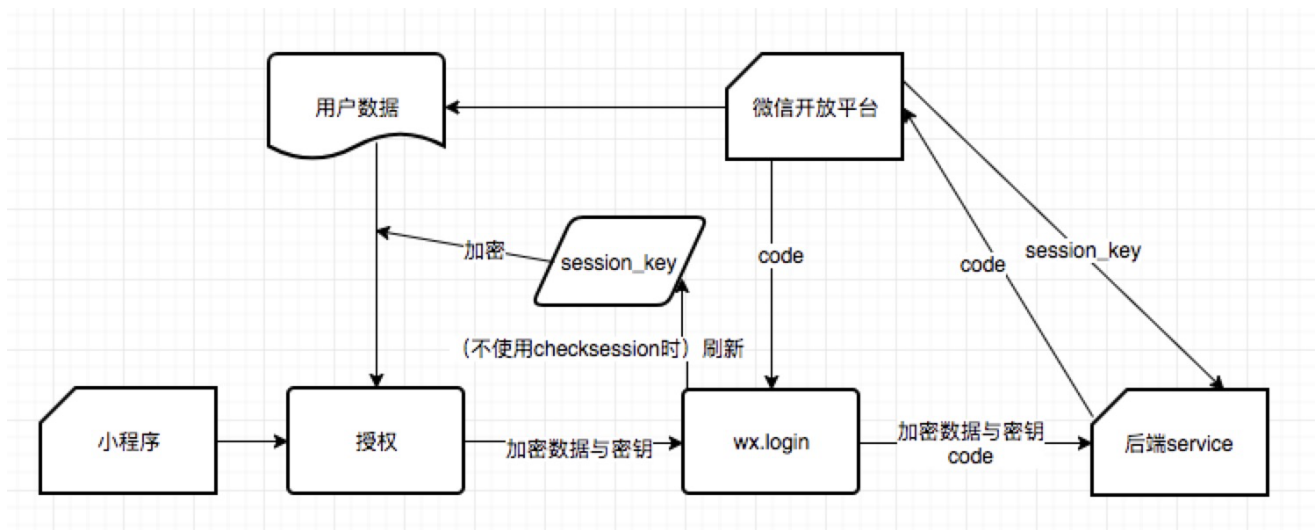 用户数据
微信开放平台
加密
session_key
code
code
session_key
（不使用checksession时）刷新
小程序
授权
加密数据与密钥
wx.login
加密数据与密钥
code
后端service